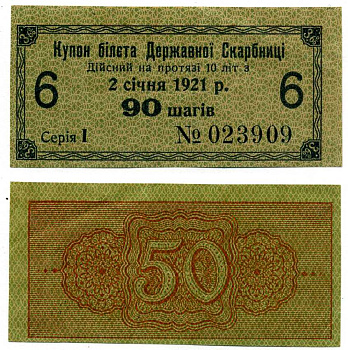 Купон білета Державної Скарбниці
Дійсний на протязі 10 літ з
6 2 січня 1921 р. 6
90 шагів
Серія I № 023909
50